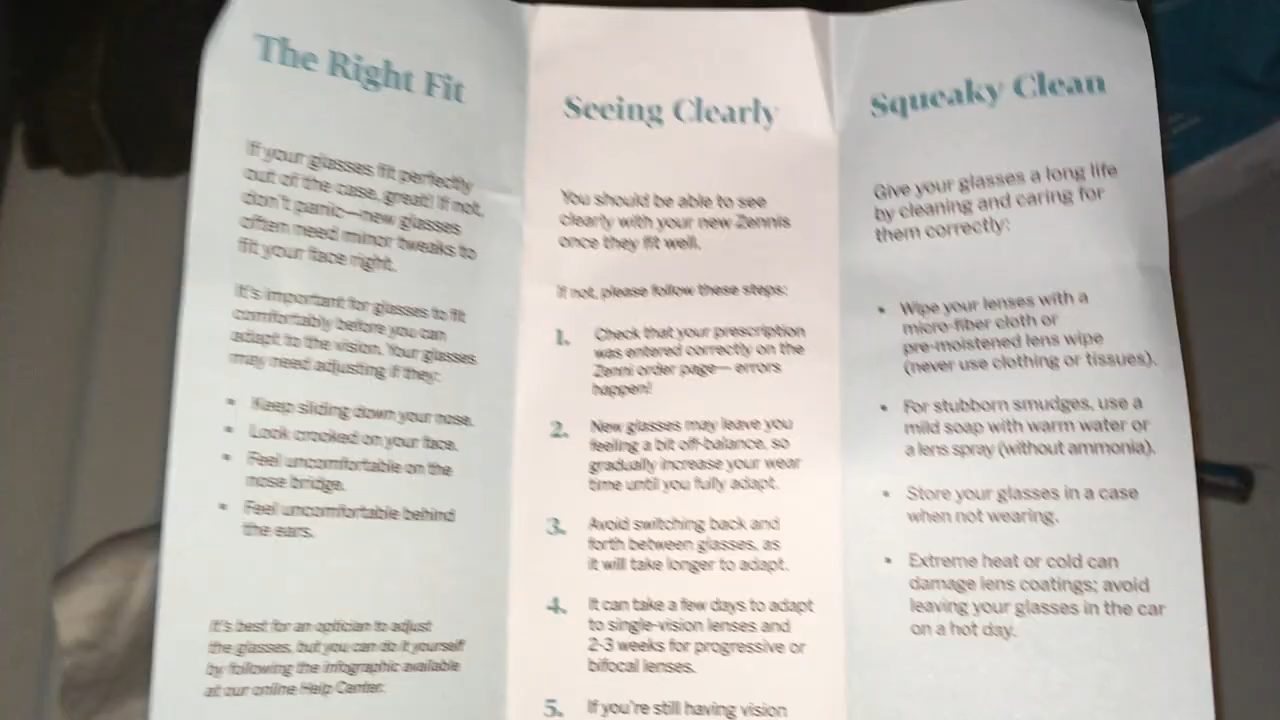 The Right Fit
If your glasses fit perfectly
out of the case, great! If not,
don't panic—new glasses
often need minor tweaks to
fit your face right.
It's important for glasses to fit
comfortably before you can
adapt to the vision. Your glasses
may need adjusting if they:
• Keep sliding down your nose.
• Look crooked on your face.
• Feel uncomfortable on the
nose bridge.
• Feel uncomfortable behind
the ears.
It's best for an optician to adjust
the glasses, but you can do it yourself
by following the infographic available
at our online Help Center.
Seeing Clearly
You should be able to see
clearly with your new Zennis
once they fit well.
If not, please follow these steps:
1. Check that your prescription
was entered correctly on the
Zenni order page— errors
happen!
2. New glasses may leave you
feeling a bit off-balance, so
gradually increase your wear
time until you fully adapt.
3. Avoid switching back and
forth between glasses, as
it will take longer to adapt.
4. It can take a few days to adapt
to single-vision lenses and
2-3 weeks for progressive or
bifocal lenses.
5. If you're still having vision
Squeaky Clean
Give your glasses a long life
by cleaning and caring for
them correctly:
• Wipe your lenses with a
micro-fiber cloth or
pre-moistened lens wipe
(never use clothing or tissues).
• For stubborn smudges, use a
mild soap with warm water or
a lens spray (without ammonia).
• Store your glasses in a case
when not wearing.
• Extreme heat or cold can
damage lens coatings; avoid
leaving your glasses in the car
on a hot day.